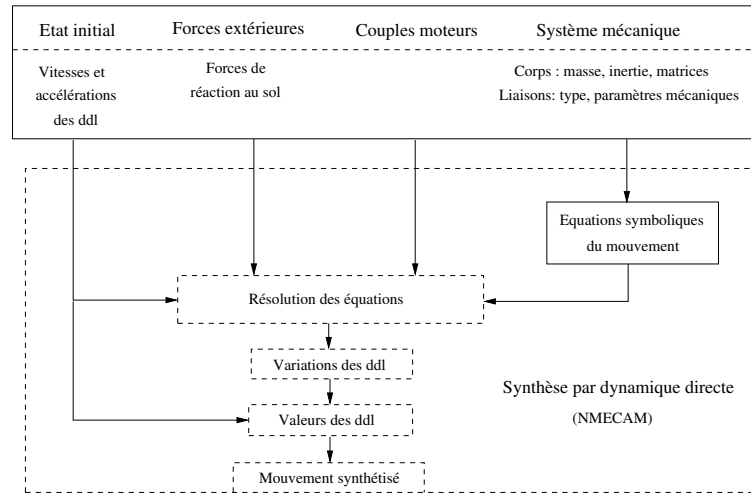 Etat initial
Forces extérieures
Couples moteurs
Système mécanique
Vitesses et
accélérations
des ddl
Forces de
réaction au sol
Corps : masse, inertie, matrices
Liaisons: type, paramètres mécaniques
Equations symboliques
du mouvement
Résolution des équations
Variations des ddl
Valeurs des ddl
Mouvement synthétisé
Synthèse par dynamique directe
(NMECAM)